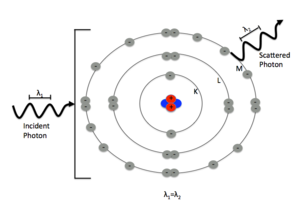 λ₂
Scattered
Photon
M
L
K
λ₁
Incident
Photon
λ₁=λ₂